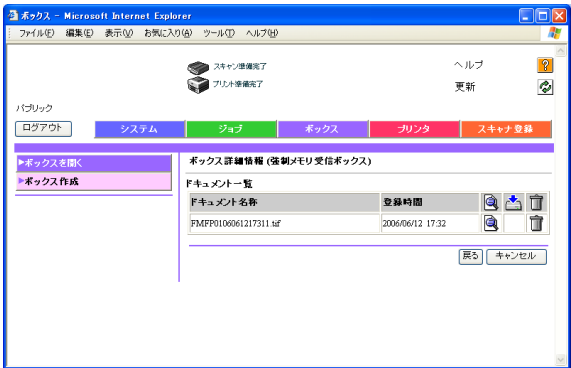 ボックス - Microsoft Internet Explorer
ファイル(F) 編集(E) 表示(V) お気に入り(A) ツール(T) ヘルプ(H)
スキャン準備完了
プリント準備完了
ヘルプ
?
更新
パブリック
ログアウト システム ジョブ ボックス プリンタ スキャナ登録
ボックスを開く
ボックス作成
ボックス詳細情報 (強制メモリ受信ボックス)
ドキュメント一覧
ドキュメント名称 登録時間
FMFP0106061217311.tif 2006/06/12 17:32
戻る キャンセル